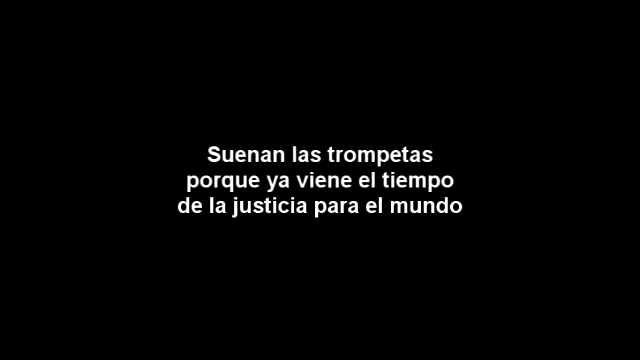 Suenan las trompetas
porque ya viene el tiempo
de la justicia para el mundo